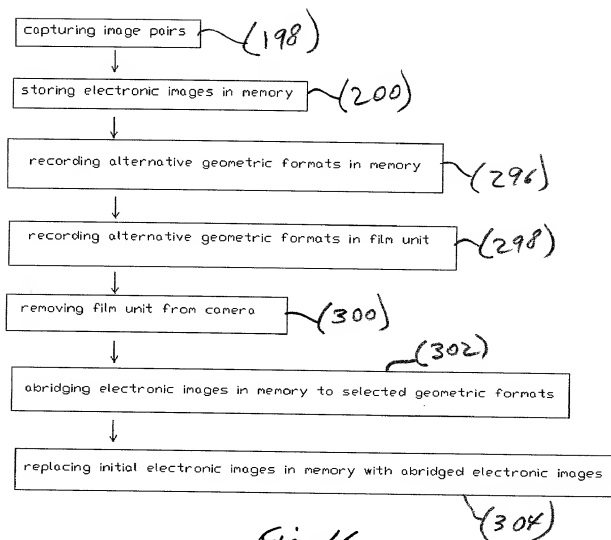 capturing image pairs (198)
storing electronic images in memory (200)
recording alternative geometric formats in memory (296)
recording alternative geometric formats in film unit (298)
removing film unit from camera (300)
(302)
abridging electronic images in memory to selected geometric formats
replacing initial electronic images in memory with abridged electronic images
(304)